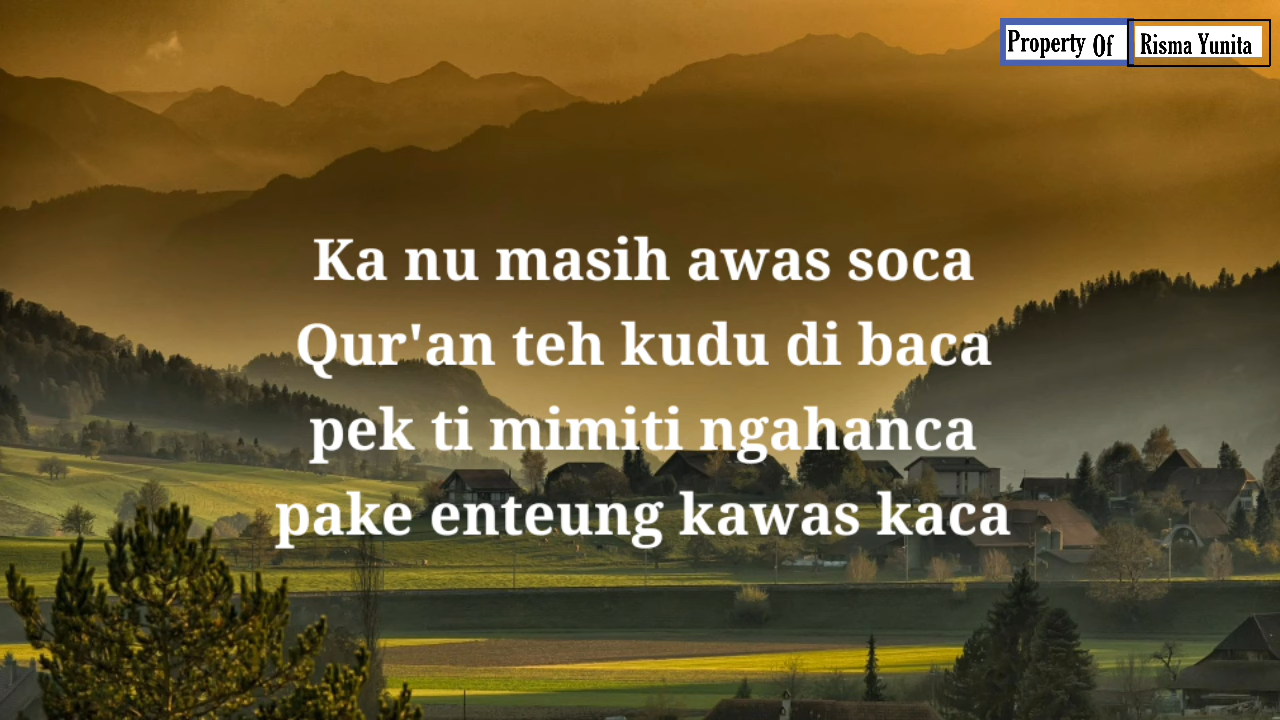 Property Of Risma Yunita
Ka nu masih awas soca
Qur'an teh kudu di baca
pek ti mimiti ngahanca
pake enteung kawas kaca